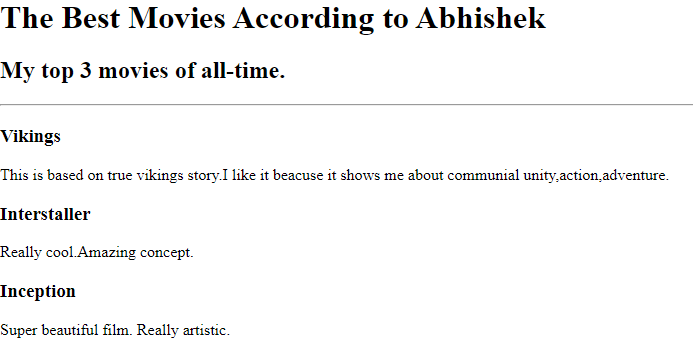 The Best Movies According to Abhishek
My top 3 movies of all-time.
Vikings
This is based on true vikings story.I like it beacuse it shows me about communial unity,action,adventure.
Interstaller
Really cool.Amazing concept.
Inception
Super beautiful film. Really artistic.